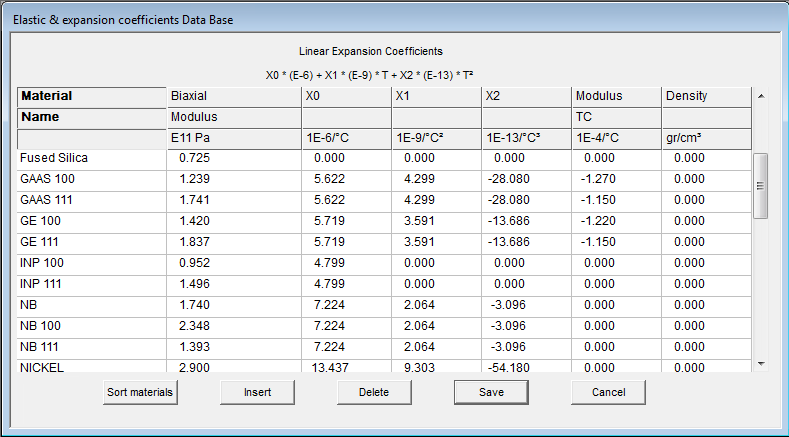 Elastic & expansion coefficients Data Base
Linear Expansion Coefficients
X0 * (E-6) + X1 * (E-9) * T + X2 * (E-13) * T²
Material Biaxial X0 X1 X2 Modulus Density
Name Modulus TC
E11 Pa 1E-6/°C 1E-9/°C² 1E-13/°C³ 1E-4/°C gr/cm³
Fused Silica 0.725 0.000 0.000 0.000 0.000 0.000
GAAS 100 1.239 5.622 4.299 -28.080 -1.270 0.000
GAAS 111 1.741 5.622 4.299 -28.080 -1.150 0.000
GE 100 1.420 5.719 3.591 -13.686 -1.220 0.000
GE 111 1.837 5.719 3.591 -13.686 -1.150 0.000
INP 100 0.952 4.799 0.000 0.000 0.000 0.000
INP 111 1.496 4.799 0.000 0.000 0.000 0.000
NB 1.740 7.224 2.064 -3.096 0.000 0.000
NB 100 2.348 7.224 2.064 -3.096 0.000 0.000
NB 111 1.393 7.224 2.064 -3.096 0.000 0.000
NICKEL 2.900 13.437 9.303 -54.180 0.000 0.000
Sort materials Insert Delete Save Cancel